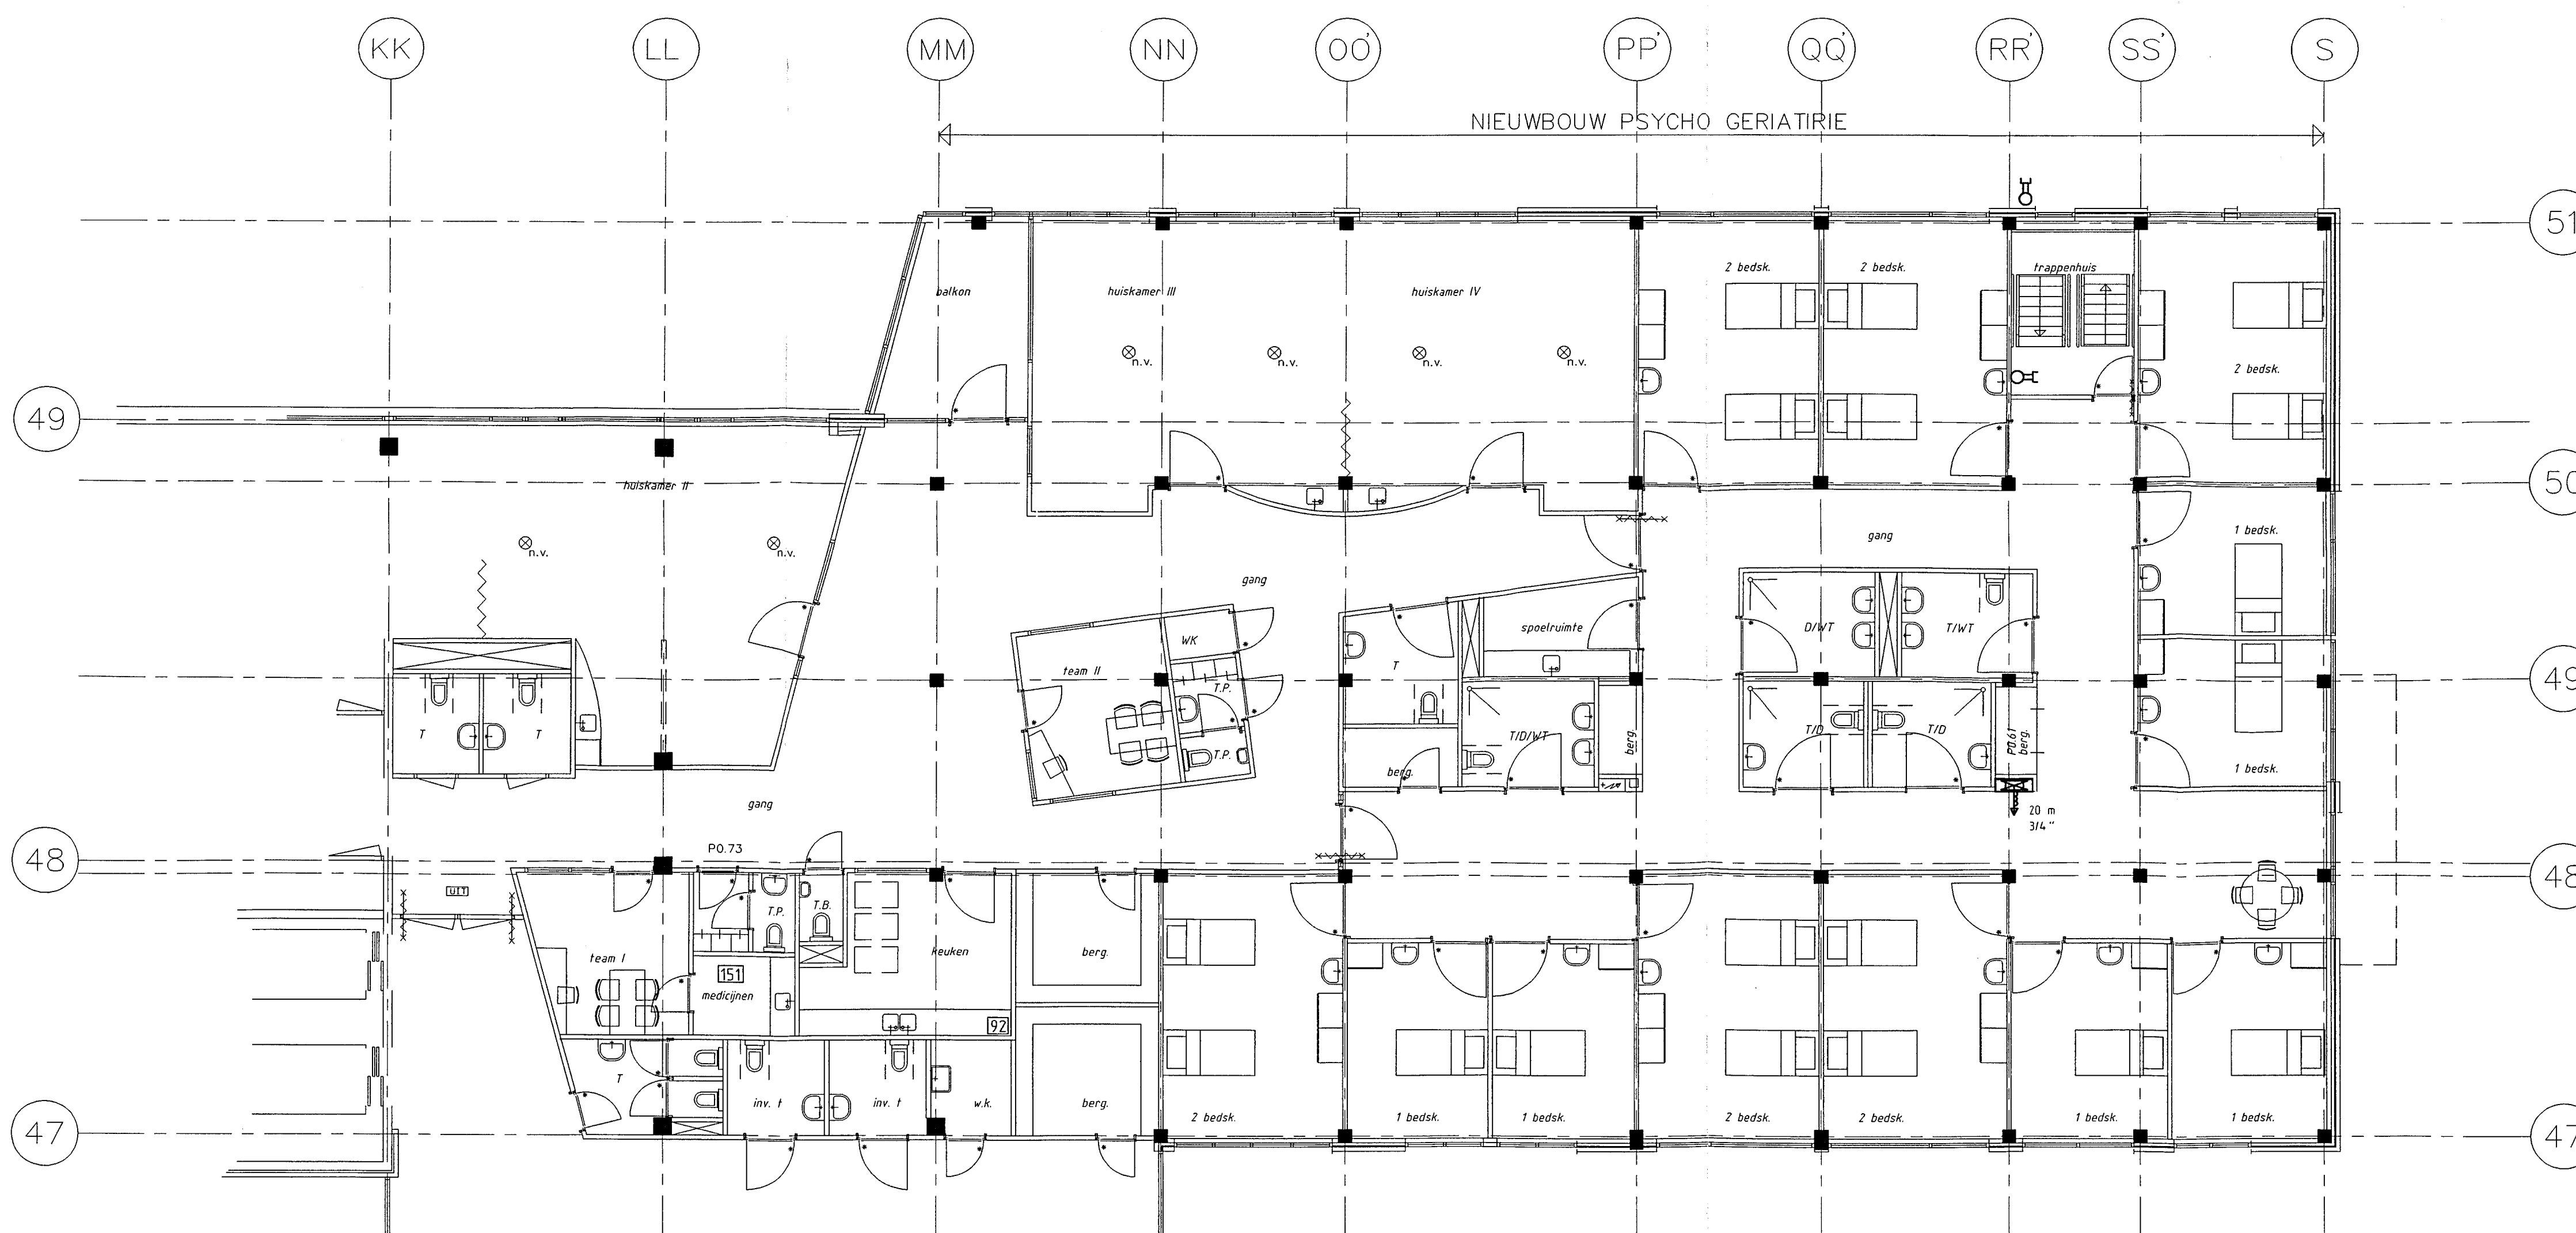 KK LL MM NN OO' PP' QQ' RR' SS' S
NIEUWBOUW PSYCHO GERIATIRIE
51
balkon
huiskamer III
huiskamer IV
2 bedsk.
2 bedsk.
trappenhuis
n.v.
n.v.
n.v.
n.v.
2 bedsk.
49
50
huiskamer II
n.v.
n.v.
gang
gang
1 bedsk.
WK
team II
T.P.
T.P.
T
spoelruimte
D/WT
T/WT
49
T
T
T/D/WT
berg.
berg.
T/D
T/D
P0.61
berg.
1 bedsk.
gang
20 m
3/4"
P0.73
48
48
UIT
T.P.
T.B.
team I
151
medicijnen
keuken
92
berg.
T
inv. t
inv. t
w.k.
berg.
2 bedsk.
1 bedsk.
1 bedsk.
2 bedsk.
2 bedsk.
1 bedsk.
1 bedsk.
47
47